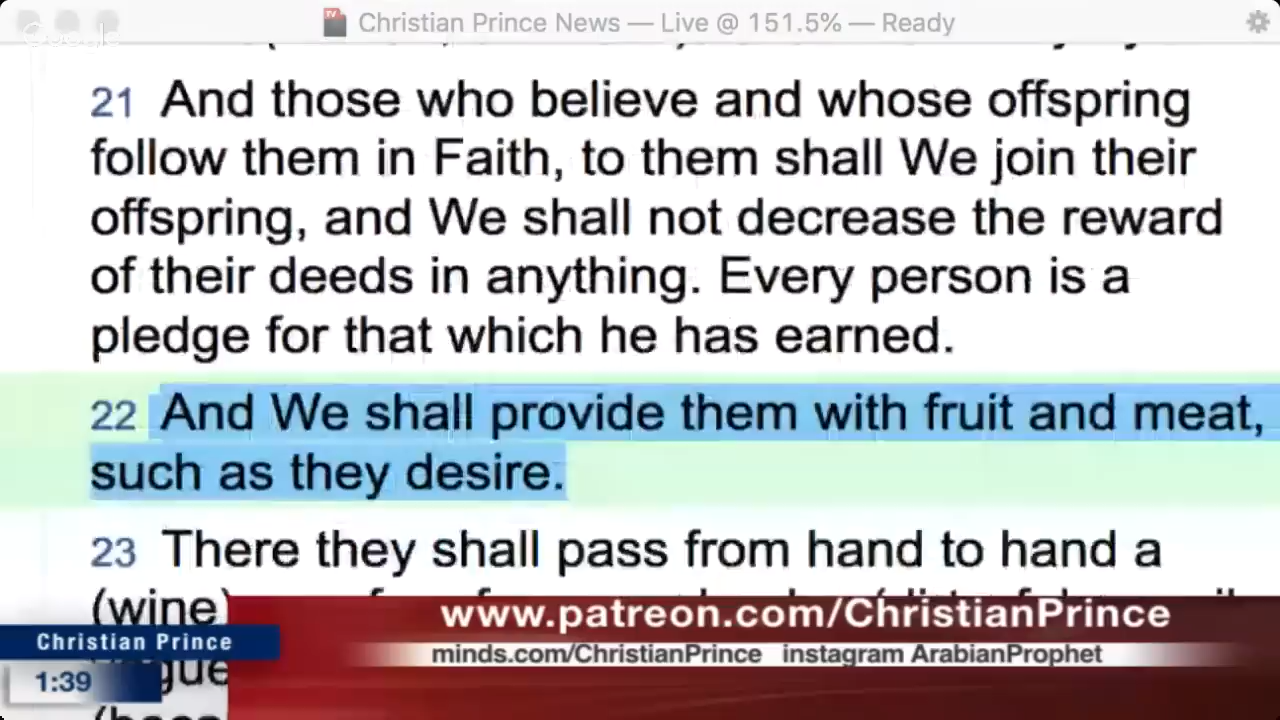 Christian Prince News — Live @ 151.5% — Ready
Google
21 And those who believe and whose offspring
follow them in Faith, to them shall We join their
offspring, and We shall not decrease the reward
of their deeds in anything. Every person is a
pledge for that which he has earned.
22 And We shall provide them with fruit and meat,
such as they desire.
23 There they shall pass from hand to hand a
(wine)
www.patreon.com/ChristianPrince
Christian Prince
minds.com/ChristianPrince instagram ArabianProphet
1:39